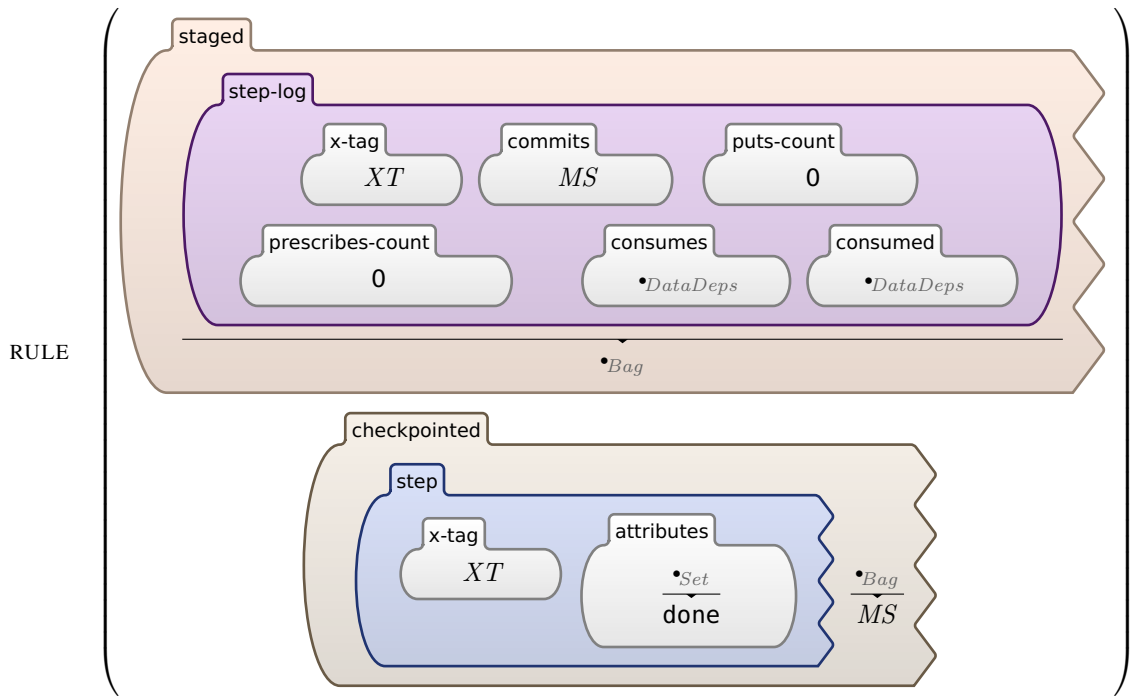 staged
step-log
x-tag commits puts-count
XT MS 0
prescribes-count consumes consumed
0 •DataDeps •DataDeps
RULE
•Bag
checkpointed
step
x-tag attributes
XT •Set •Bag
done MS